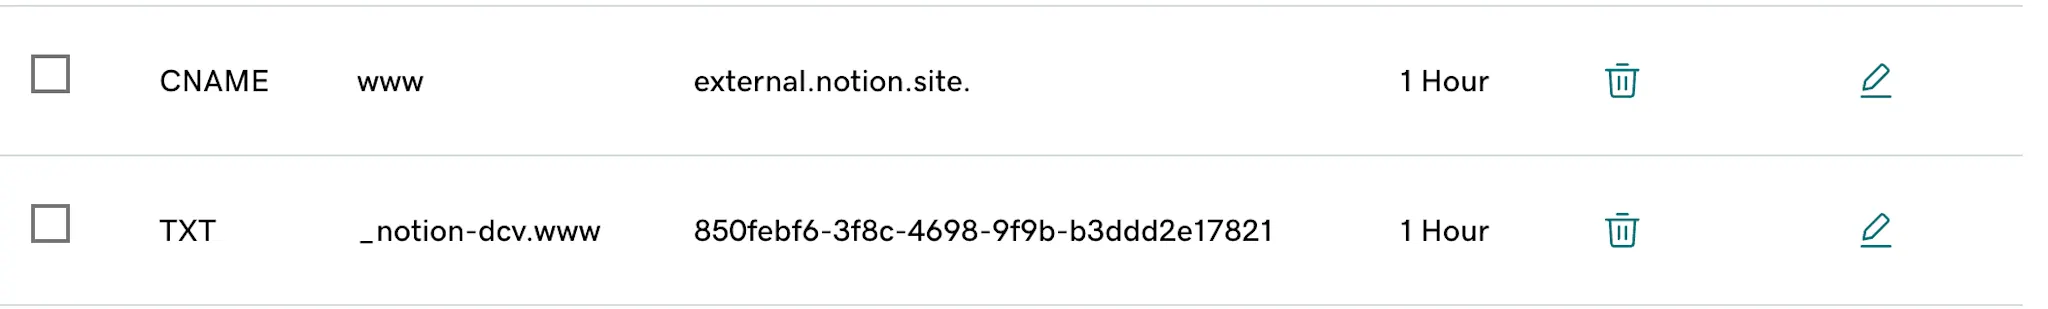 CNAME www external.notion.site. 1 Hour
TXT _notion-dcv.www 850febf6-3f8c-4698-9f9b-b3ddd2e17821 1 Hour